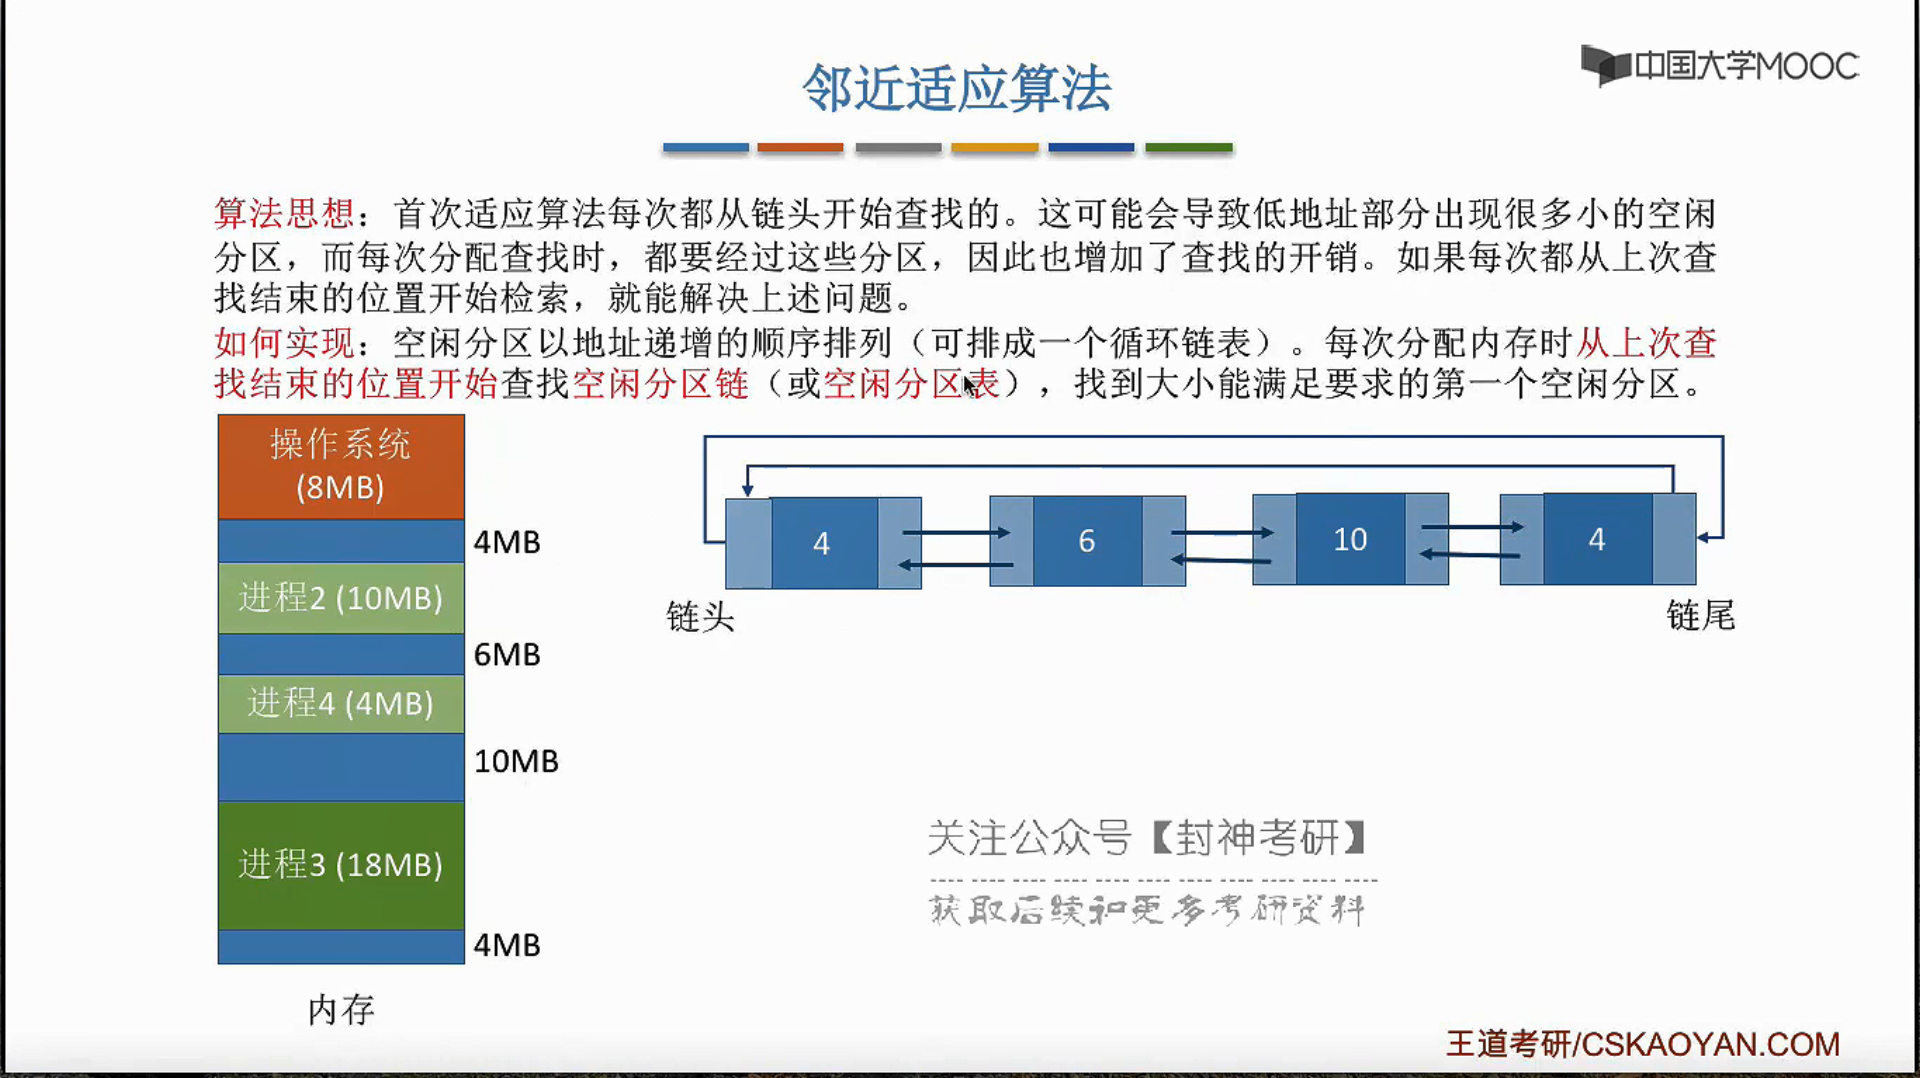 邻近适应算法
中国大学MOOC
算法思想：首次适应算法每次都从链头开始查找的。这可能会导致低地址部分出现很多小的空闲
分区，而每次分配查找时，都要经过这些分区，因此也增加了查找的开销。如果每次都从上次查
找结束的位置开始检索，就能解决上述问题。
如何实现：空闲分区以地址递增的顺序排列（可排成一个循环链表）。每次分配内存时从上次查
找结束的位置开始查找空闲分区链（或空闲分区表），找到大小能满足要求的第一个空闲分区。
操作系统
(8MB)
4MB
进程2 (10MB)
6MB
进程4 (4MB)
10MB
进程3 (18MB)
4MB
内存
4
6
10
4
链头
链尾
关注公众号【封神考研】
获取后续和更多考研资料
王道考研/CSKAOYAN.COM